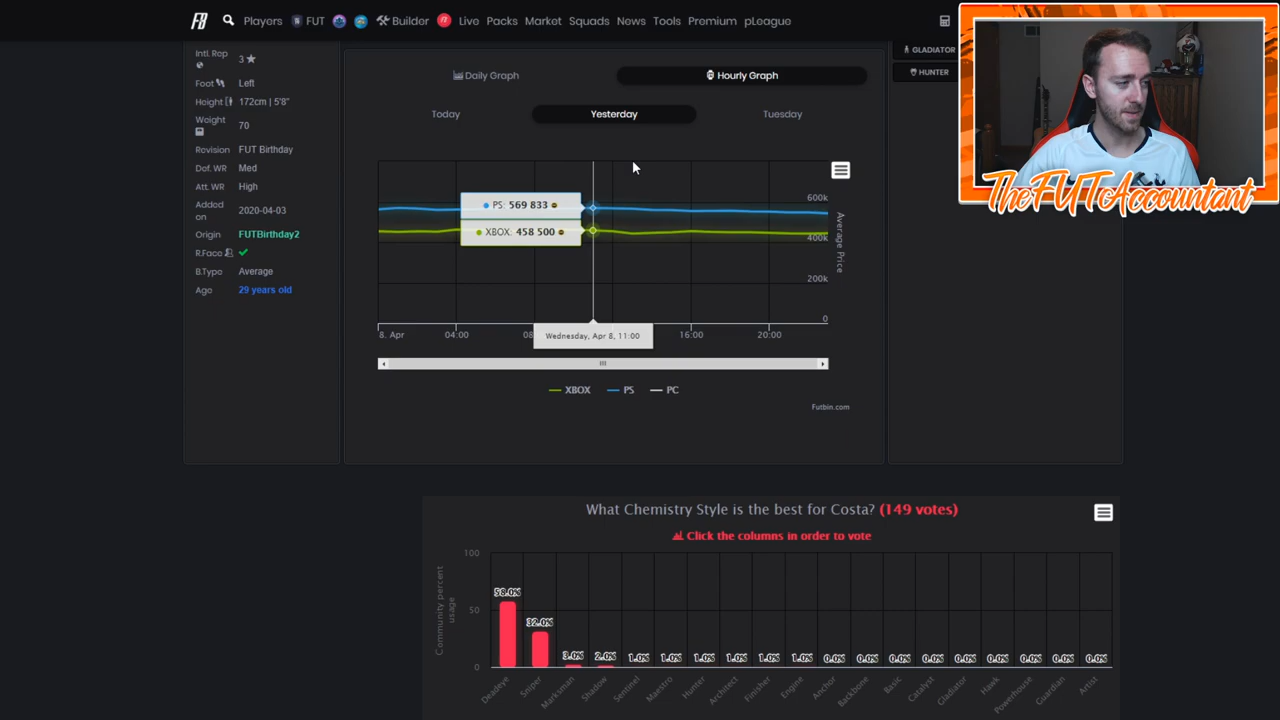 F8
Players
FUT
Builder
Live
Packs
Market
Squads
News
Tools
Premium
pLeague
Intl. Rep
3
Foot
Left
Height
172cm | 5'8"
Weight
70
Revision
FUT Birthday
Def. WR
Med
Att. WR
High
Added on
2020-04-03
Origin
FUTBirthday2
R.Face
B.Type
Average
Age
29 years old
Daily Graph
Hourly Graph
Today
Yesterday
Tuesday
PS: 569 833
XBOX: 458 500
600k
400k
200k
0
Average Price
8. Apr
04:00
08
Wednesday, Apr 8, 11:00
16:00
20:00
XBOX
PS
PC
Futbin.com
GLADIATOR
HUNTER
TheFUTAccountant
What Chemistry Style is the best for Costa? (149 votes)
Click the columns in order to vote
Community percent usage
100
50
0
58.0%
32.0%
3.0%
2.0%
1.0%
1.0%
1.0%
1.0%
1.0%
1.0%
0.0%
0.0%
0.0%
0.0%
0.0%
0.0%
0.0%
0.0%
0.0%
Deadeye
Sniper
Marksman
Shadow
Sentinel
Maestro
Hunter
Architect
Finisher
Engine
Anchor
Backbone
Basic
Catalyst
Gladiator
Hawk
Powerhouse
Guardian
Artist